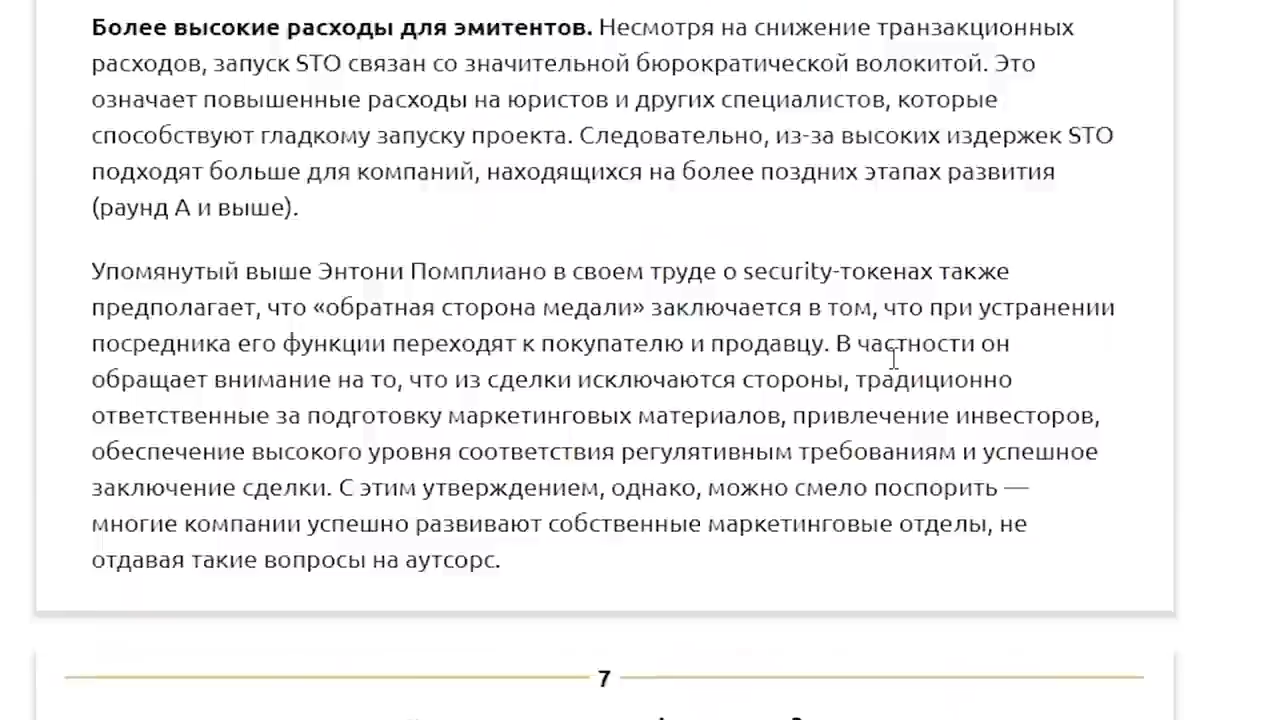 Более высокие расходы для эмитентов. Несмотря на снижение транзакционных
расходов, запуск STO связан со значительной бюрократической волокитой. Это
означает повышенные расходы на юристов и других специалистов, которые
способствуют гладкому запуску проекта. Следовательно, из-за высоких издержек STO
подходят больше для компаний, находящихся на более поздних этапах развития
(раунд А и выше).
Упомянутый выше Энтони Помплиано в своем труде о security-токенах также
предполагает, что «обратная сторона медали» заключается в том, что при устранении
посредника его функции переходят к покупателю и продавцу. В частности он
обращает внимание на то, что из сделки исключаются стороны, традиционно
ответственные за подготовку маркетинговых материалов, привлечение инвесторов,
обеспечение высокого уровня соответствия регулятивным требованиям и успешное
заключение сделки. С этим утверждением, однако, можно смело поспорить —
многие компании успешно развивают собственные маркетинговые отделы, не
отдавая такие вопросы на аутсорс.
7